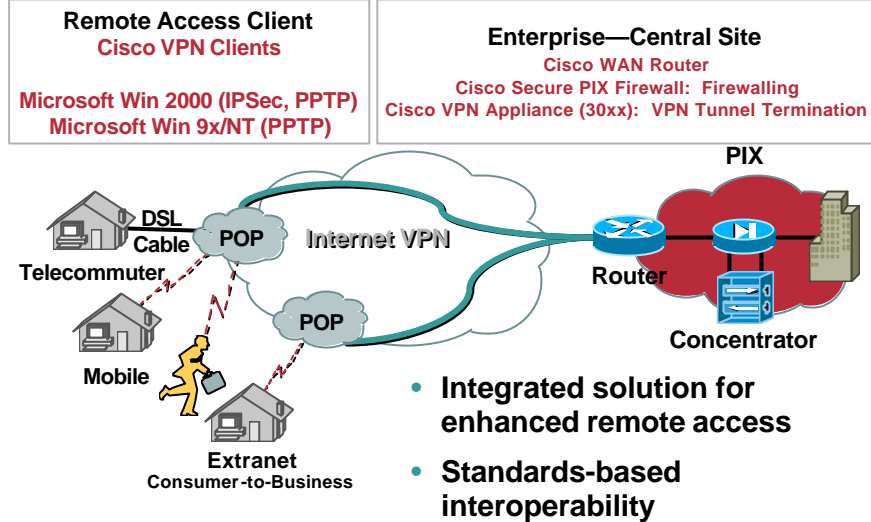 Remote Access Client
Cisco VPN Clients
Microsoft Win 2000 (IPSec, PPTP)
Microsoft Win 9x/NT (PPTP)
Enterprise—Central Site
Cisco WAN Router
Cisco Secure PIX Firewall: Firewalling
Cisco VPN Appliance (30xx): VPN Tunnel Termination
PIX
DSL
Cable
POP
Internet VPN
Telecommuter
Router
POP
Concentrator
Mobile
Extranet
Consumer-to-Business
• Integrated solution for
enhanced remote access
• Standards-based
interoperability